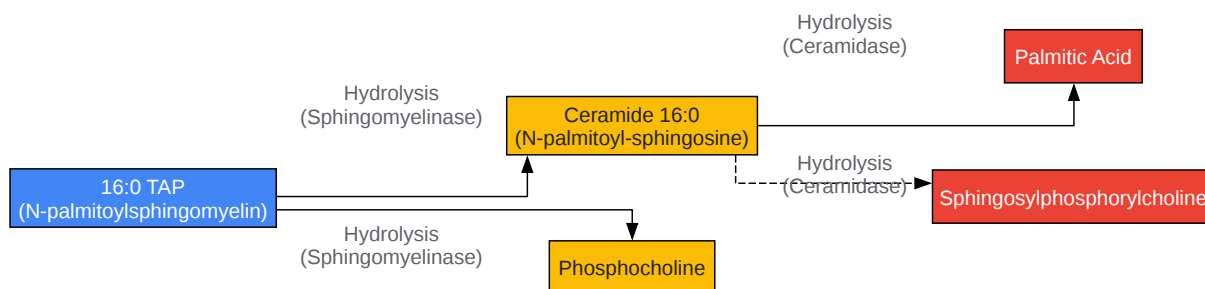 Hydrolysis
(Ceramidase)
Palmitic Acid
Hydrolysis
(Sphingomyelinase)
Ceramide 16:0
(N-palmitoyl-sphingosine)
Hydrolysis
(Ceramidase)
16:0 TAP
(N-palmitoylsphingomyelin)
Sphingosylphosphorylcholine
Hydrolysis
(Sphingomyelinase)
Phosphocholine